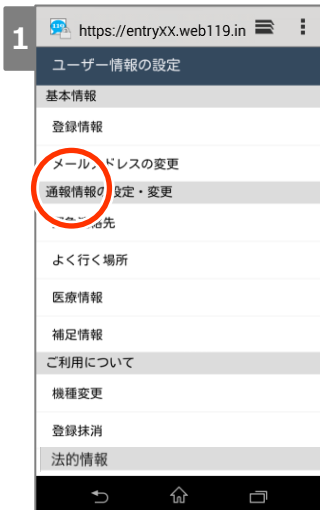 1
https://entryXX.web119.in
ユーザー情報の設定
基本情報
登録情報
メールアドレスの変更
通報情報の設定・変更
緊急連絡先
よく行く場所
医療情報
補足情報
ご利用について
機種変更
登録抹消
法的情報